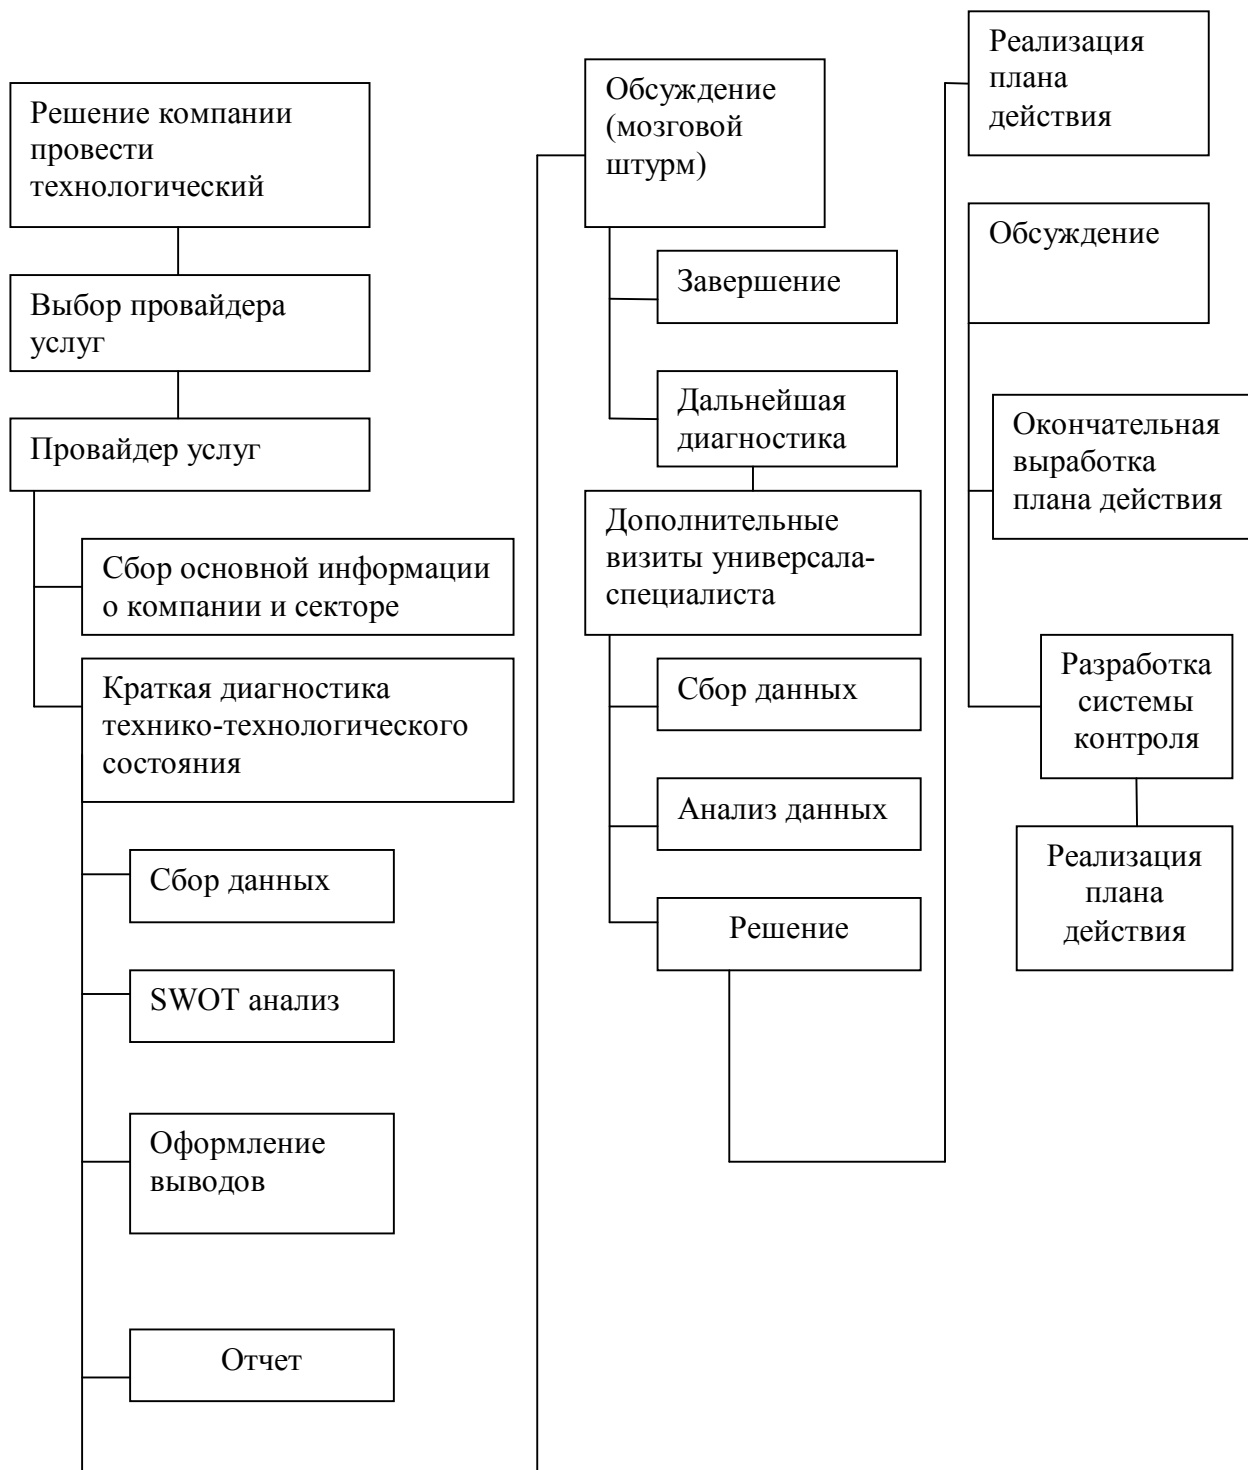 Решение компании
провести
технологический
Выбор провайдера
услуг
Провайдер услуг
Сбор основной информации
о компании и секторе
Краткая диагностика
технико-технологического
состояния
Сбор данных
SWOT анализ
Оформление
выводов
Отчет
Обсуждение
(мозговой
штурм)
Завершение
Дальнейшая
диагностика
Дополнительные
визиты универсала-
специалиста
Сбор данных
Анализ данных
Решение
Реализация
плана
действия
Обсуждение
Окончательная
выработка
плана действия
Разработка
системы
контроля
Реализация
плана
действия